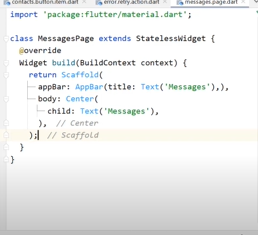 contacts.button.item.dart
error.retry.action.dart
messages.page.dart
import 'package:flutter/material.dart';
class MessagesPage extends StatelessWidget {
@override
Widget build(BuildContext context) {
return Scaffold(
appBar: AppBar(title: Text('Messages'),),
body: Center(
child: Text('Messages'),
), // Center
); // Scaffold
}
}